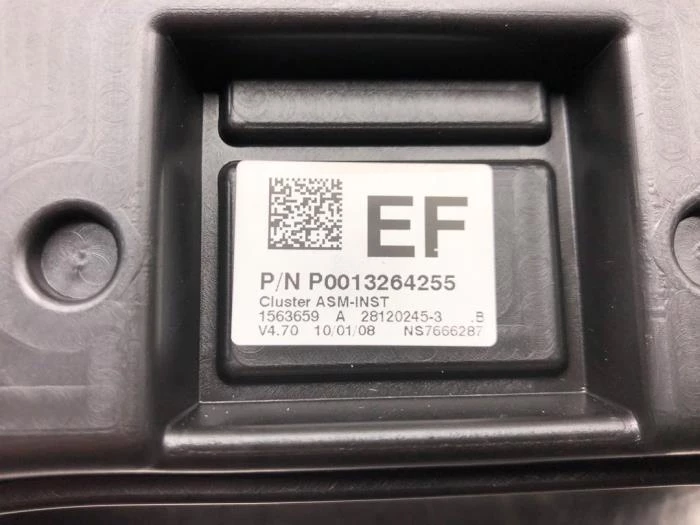 EF
P/N P0013264255
Cluster ASM-INST
1563659 A 28120245-3 .B
V4.70 10/01/08 NS7666287